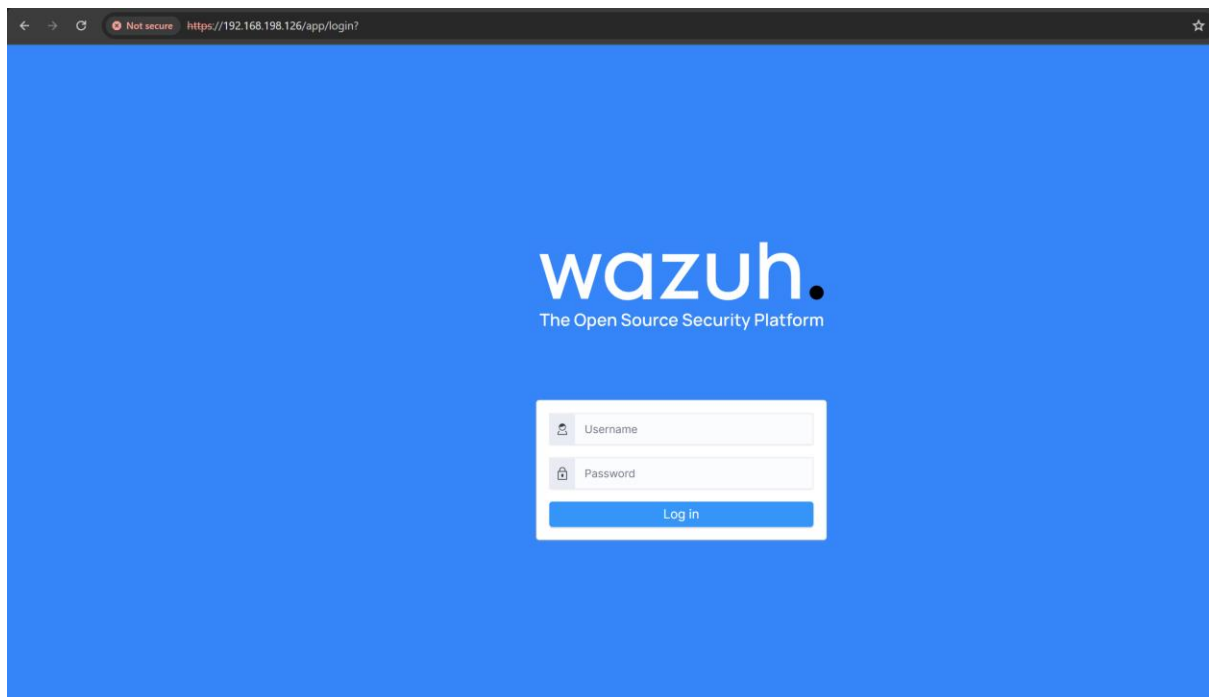 Not secure https://192.168.198.126/app/login?
wazuh.
The Open Source Security Platform
Username
Password
Log in